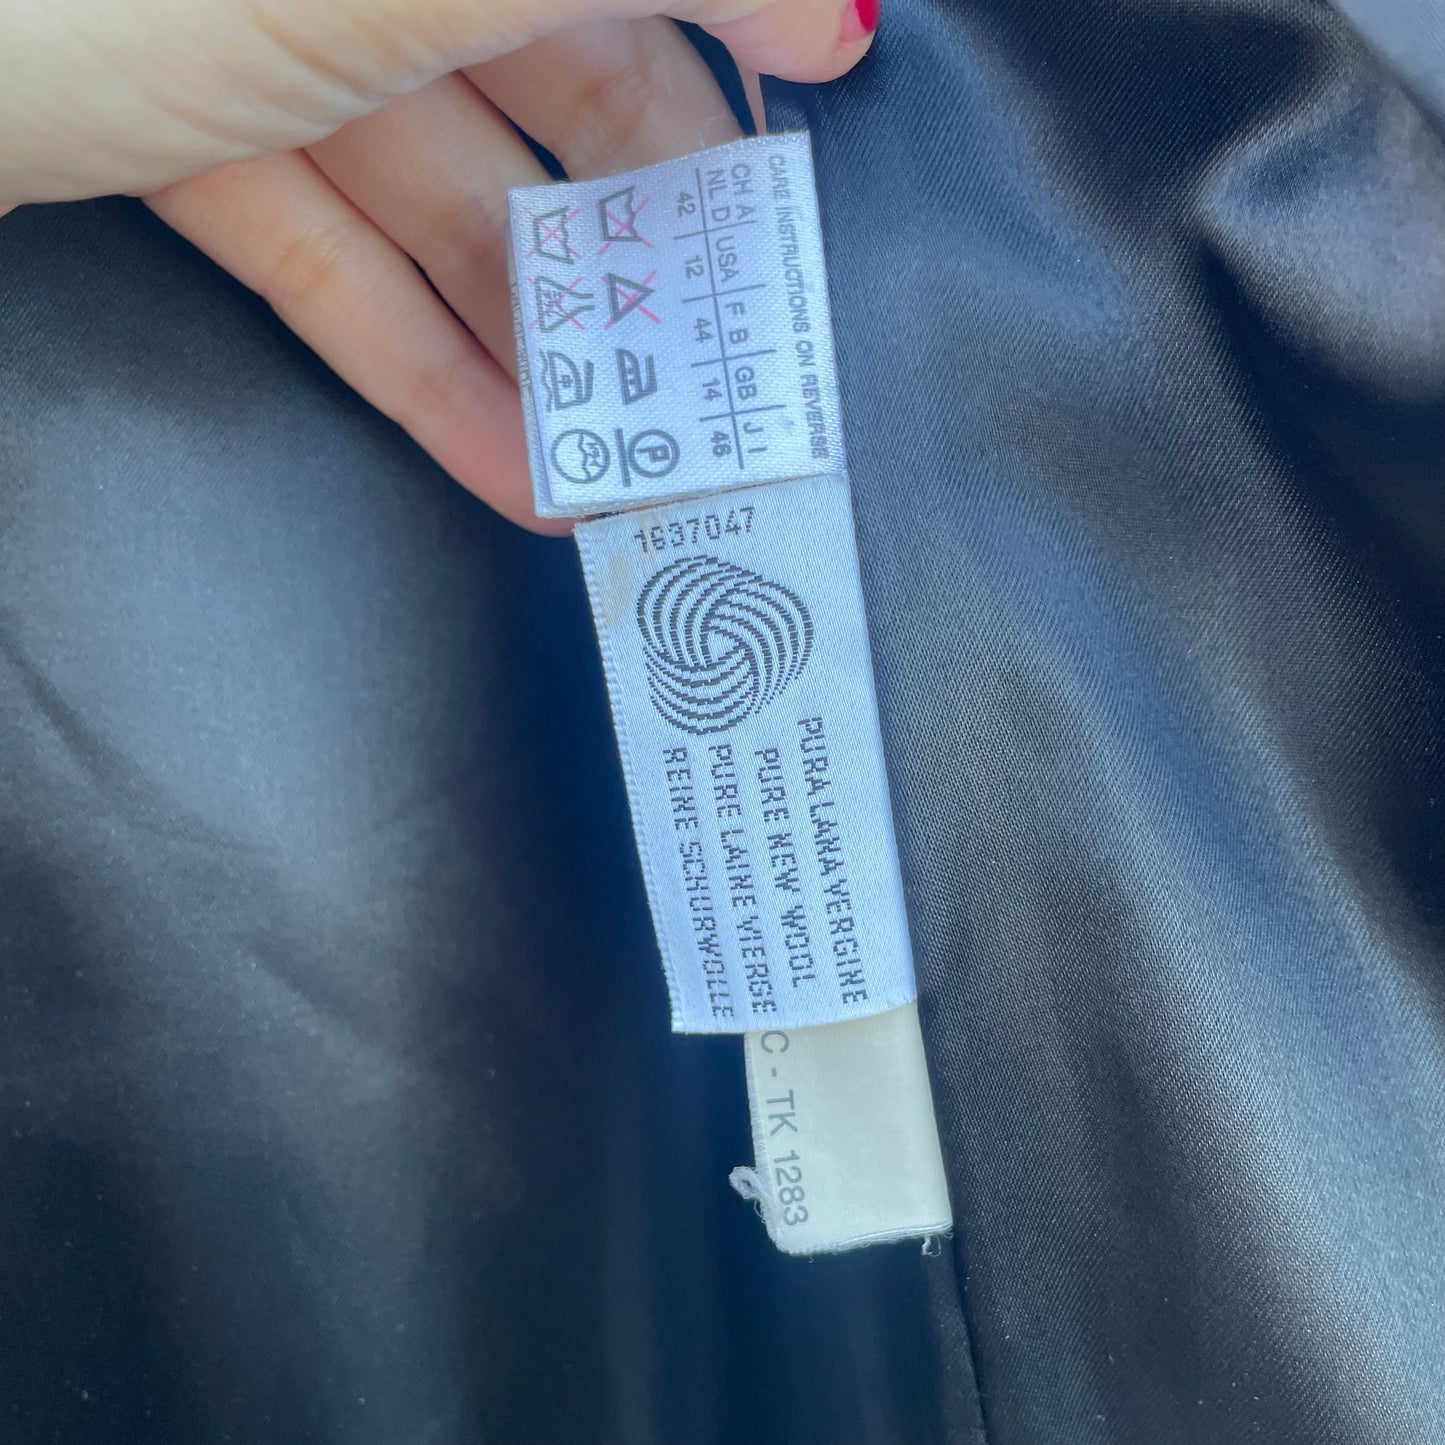 CARE INSTRUCTIONS ON REVERSE
CH A
NL D | USA | F B | GB | J | I
42 | 12 | 44 | 14 | 46
P
1837047
PURA LANA VERGINE
PURE NEW WOOL
PURE LAINE VIERGE
REINE SCHURWOLLE
C - TK 1283